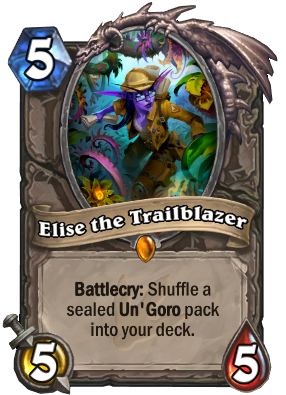 5
Elise the Trailblazer
Battlecry: Shuffle a
sealed Un'Goro pack
into your deck.
5
5